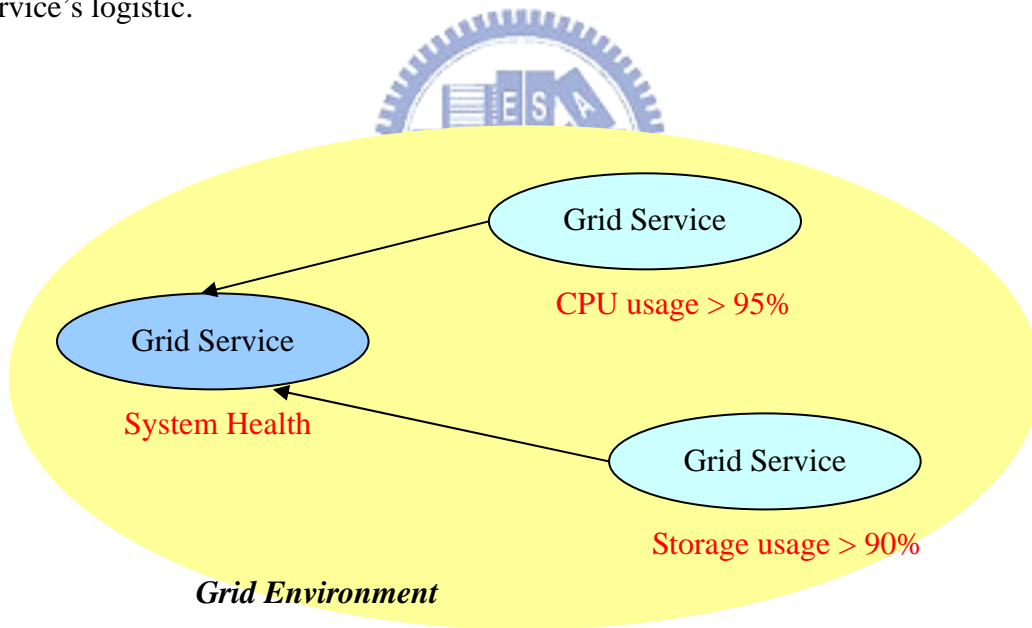 rvice’s logistic.
E S A
Grid Service
CPU usage > 95%
Grid Service
System Health
Grid Service
Storage usage > 90%
Grid Environment